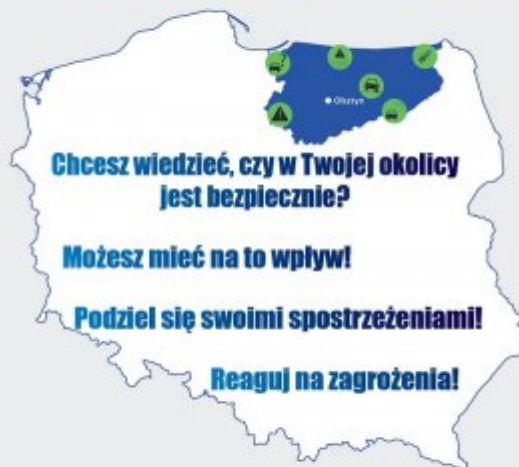 Olsztyn
Chcesz wiedzieć, czy w Twojej okolicy
jest bezpiecznie?
Możesz mieć na to wpływ!
Podziel się swoimi spostrzeżeniami!
Reaguj na zagrożenia!